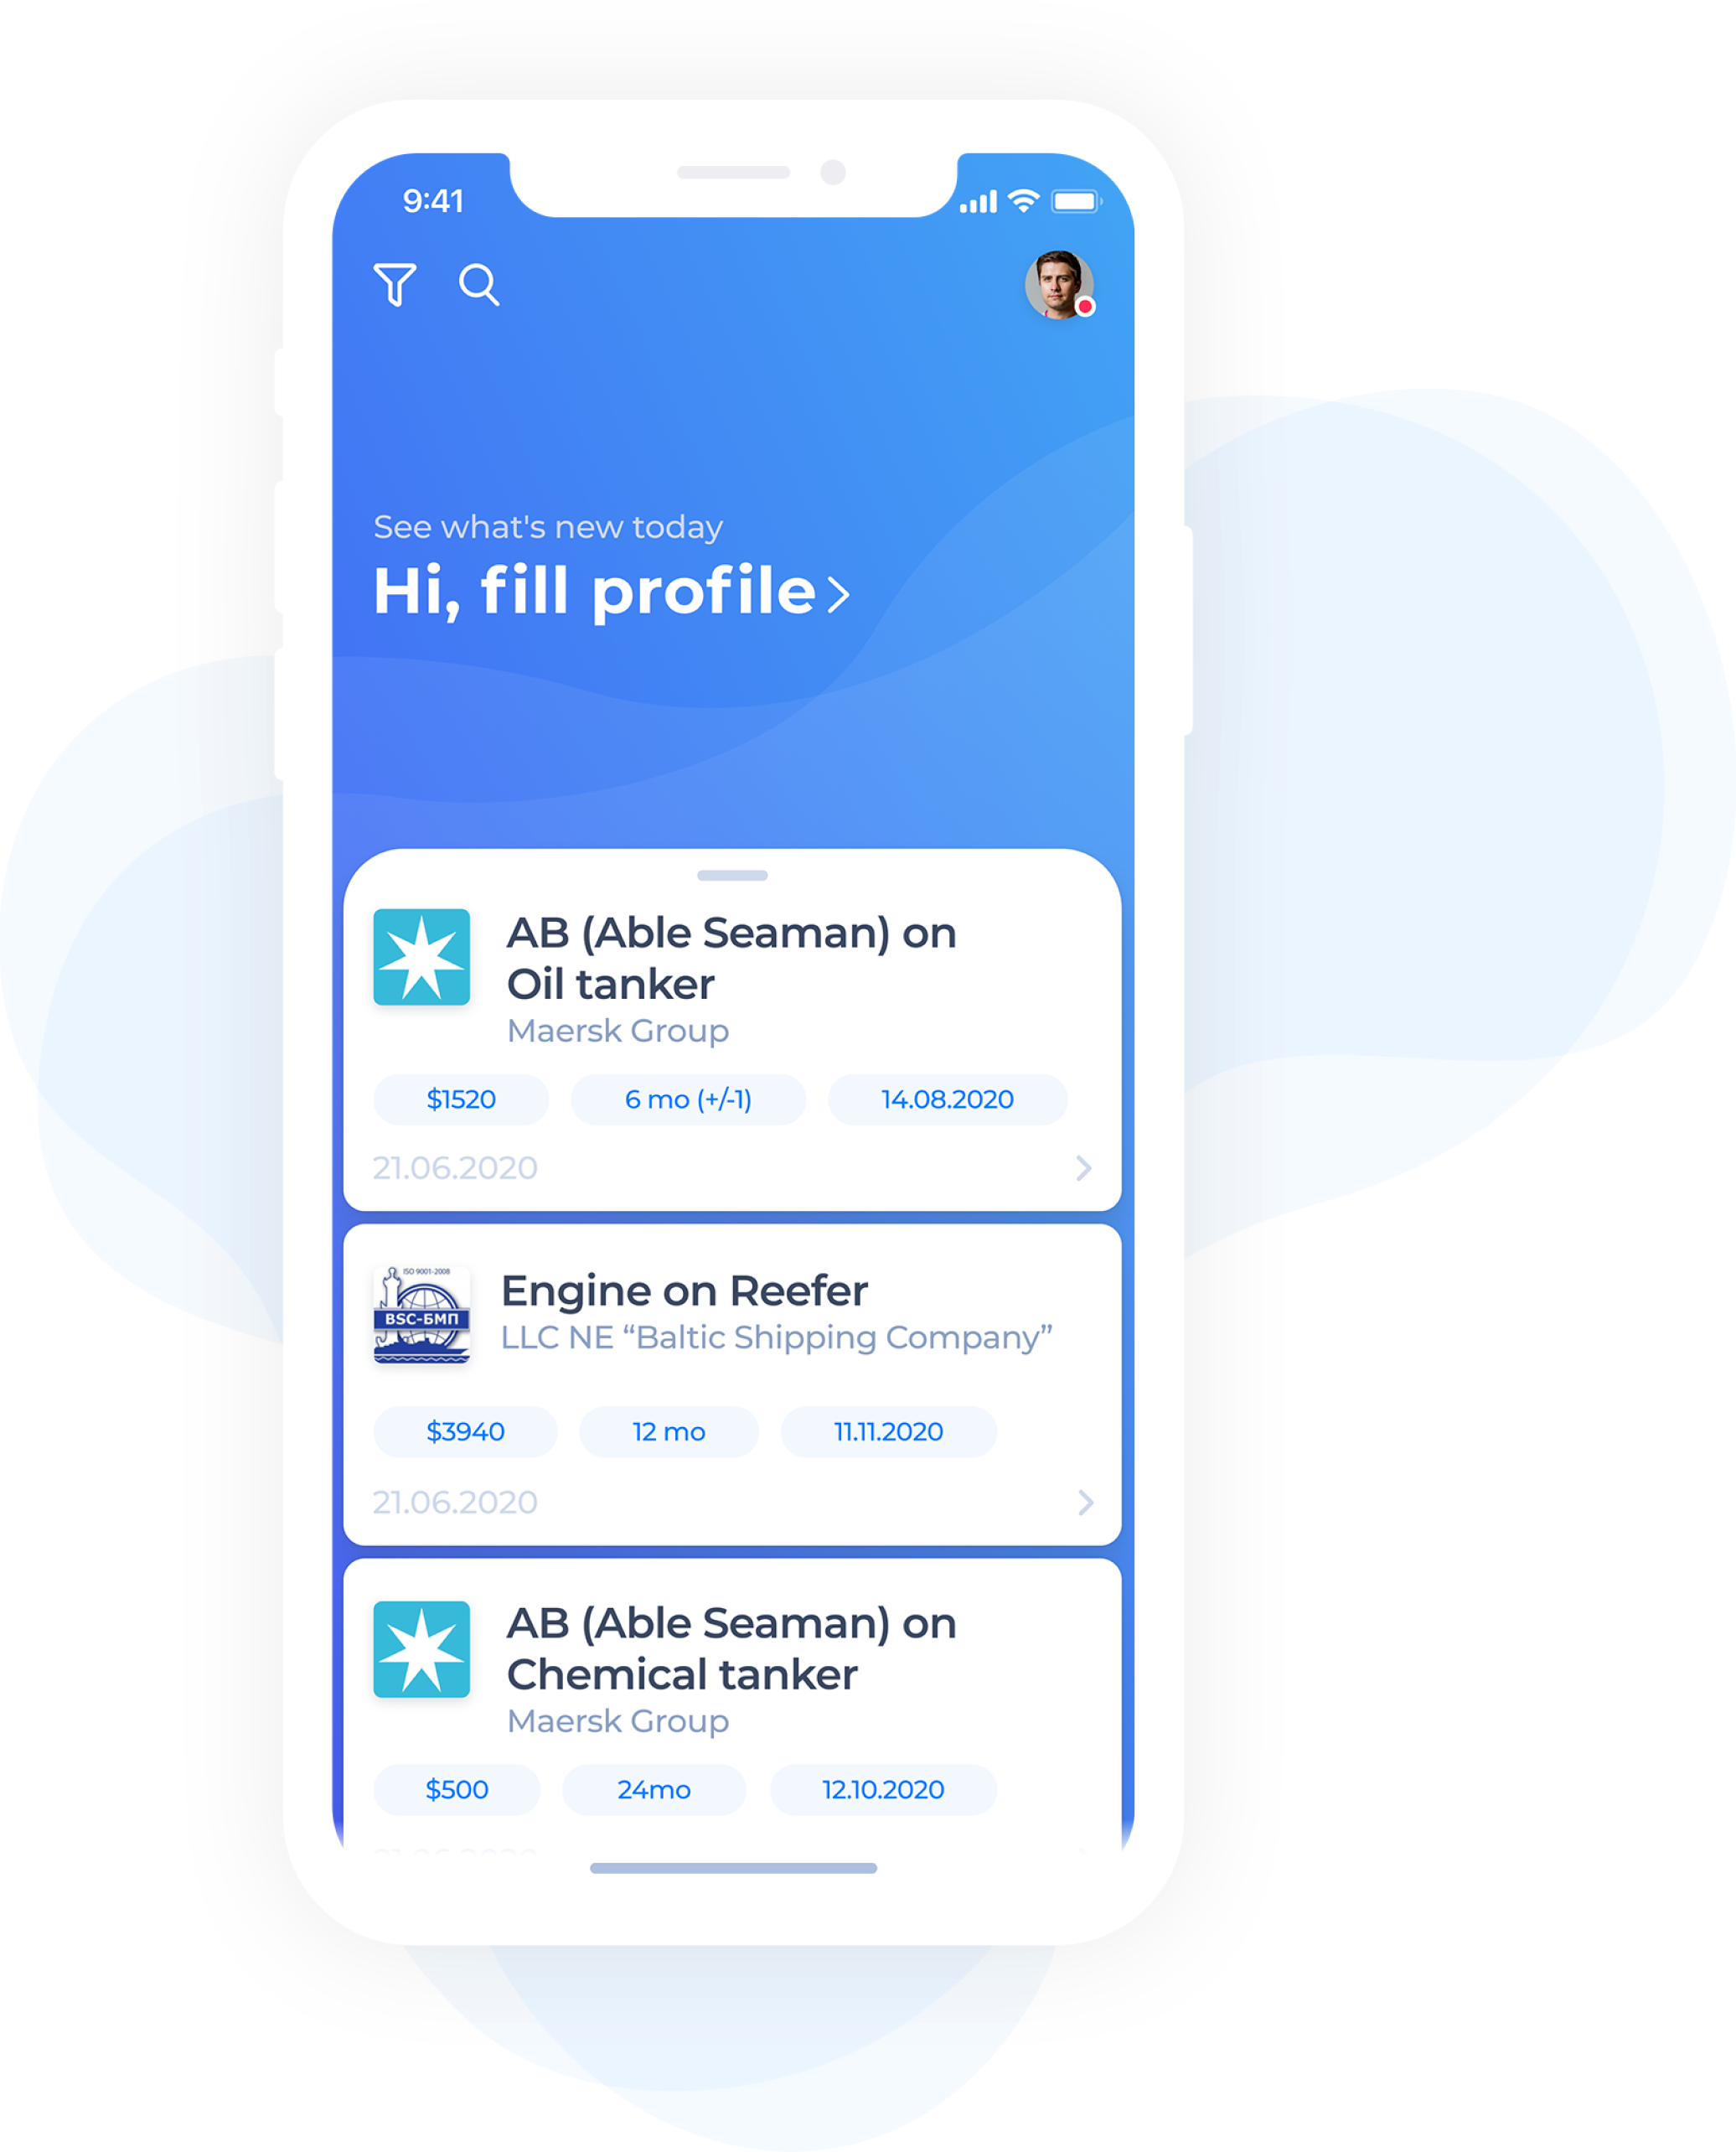 9:41
See what's new today
Hi, fill profile
AB (Able Seaman) on
Oil tanker
Maersk Group
$1520
6 mo (+/-1)
14.08.2020
21.06.2020
ISO 9001-2008
BSC-БМП
Engine on Reefer
LLC NE “Baltic Shipping Company”
$3940
12 mo
11.11.2020
21.06.2020
AB (Able Seaman) on
Chemical tanker
Maersk Group
$500
24mo
12.10.2020